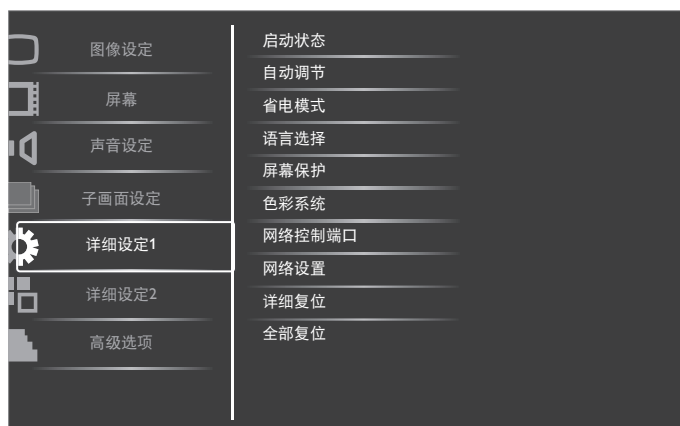 图像设定
屏幕
声音设定
子画面设定
详细设定1
详细设定2
高级选项
启动状态
自动调节
省电模式
语言选择
屏幕保护
色彩系统
网络控制端口
网络设置
详细复位
全部复位